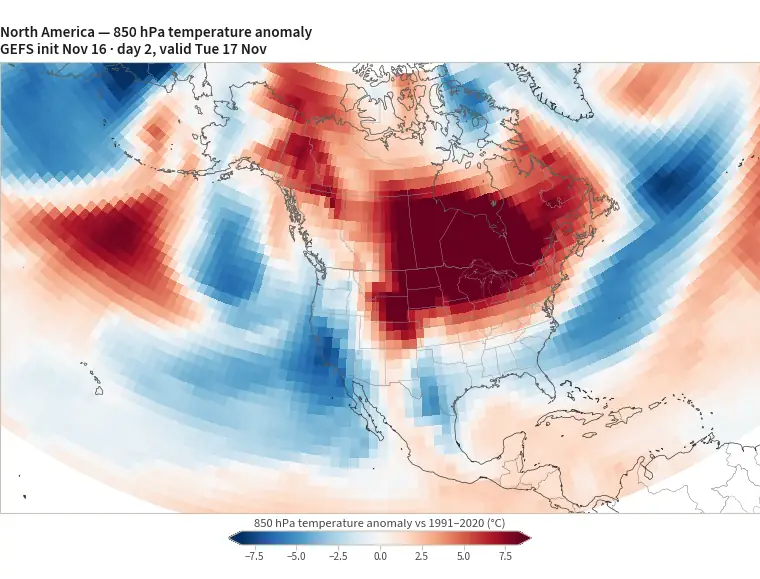 North America — 850 hPa temperature anomaly
GEFS init Nov 16 · day 2, valid Tue 17 Nov
850 hPa temperature anomaly vs 1991–2020 (°C)
−7.5 −5.0 −2.5 0.0 2.5 5.0 7.5